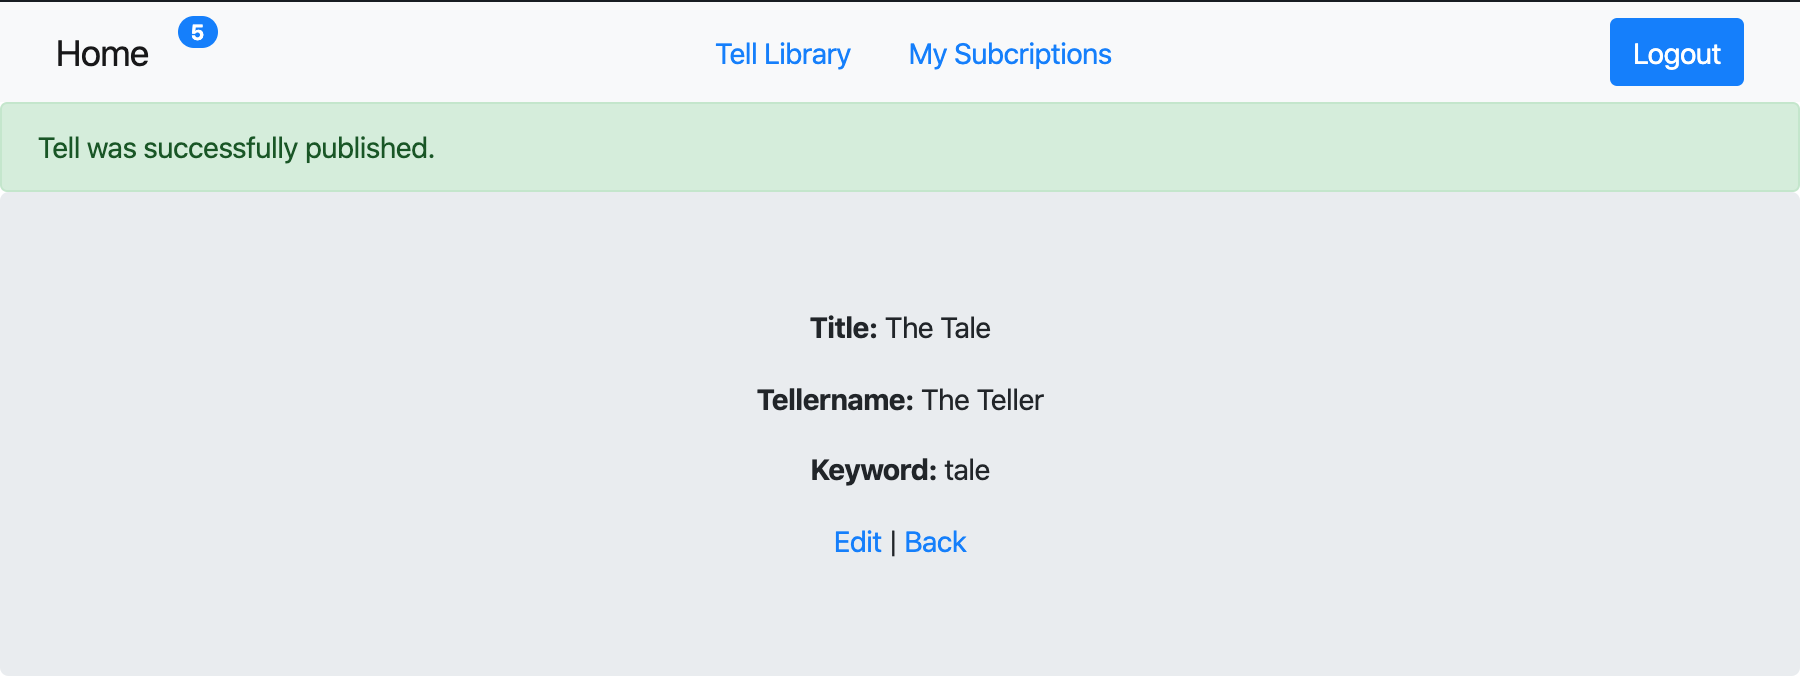 Home 5 Tell Library My Subcriptions Logout
Tell was successfully published.
Title: The Tale
Tellername: The Teller
Keyword: tale
Edit | Back